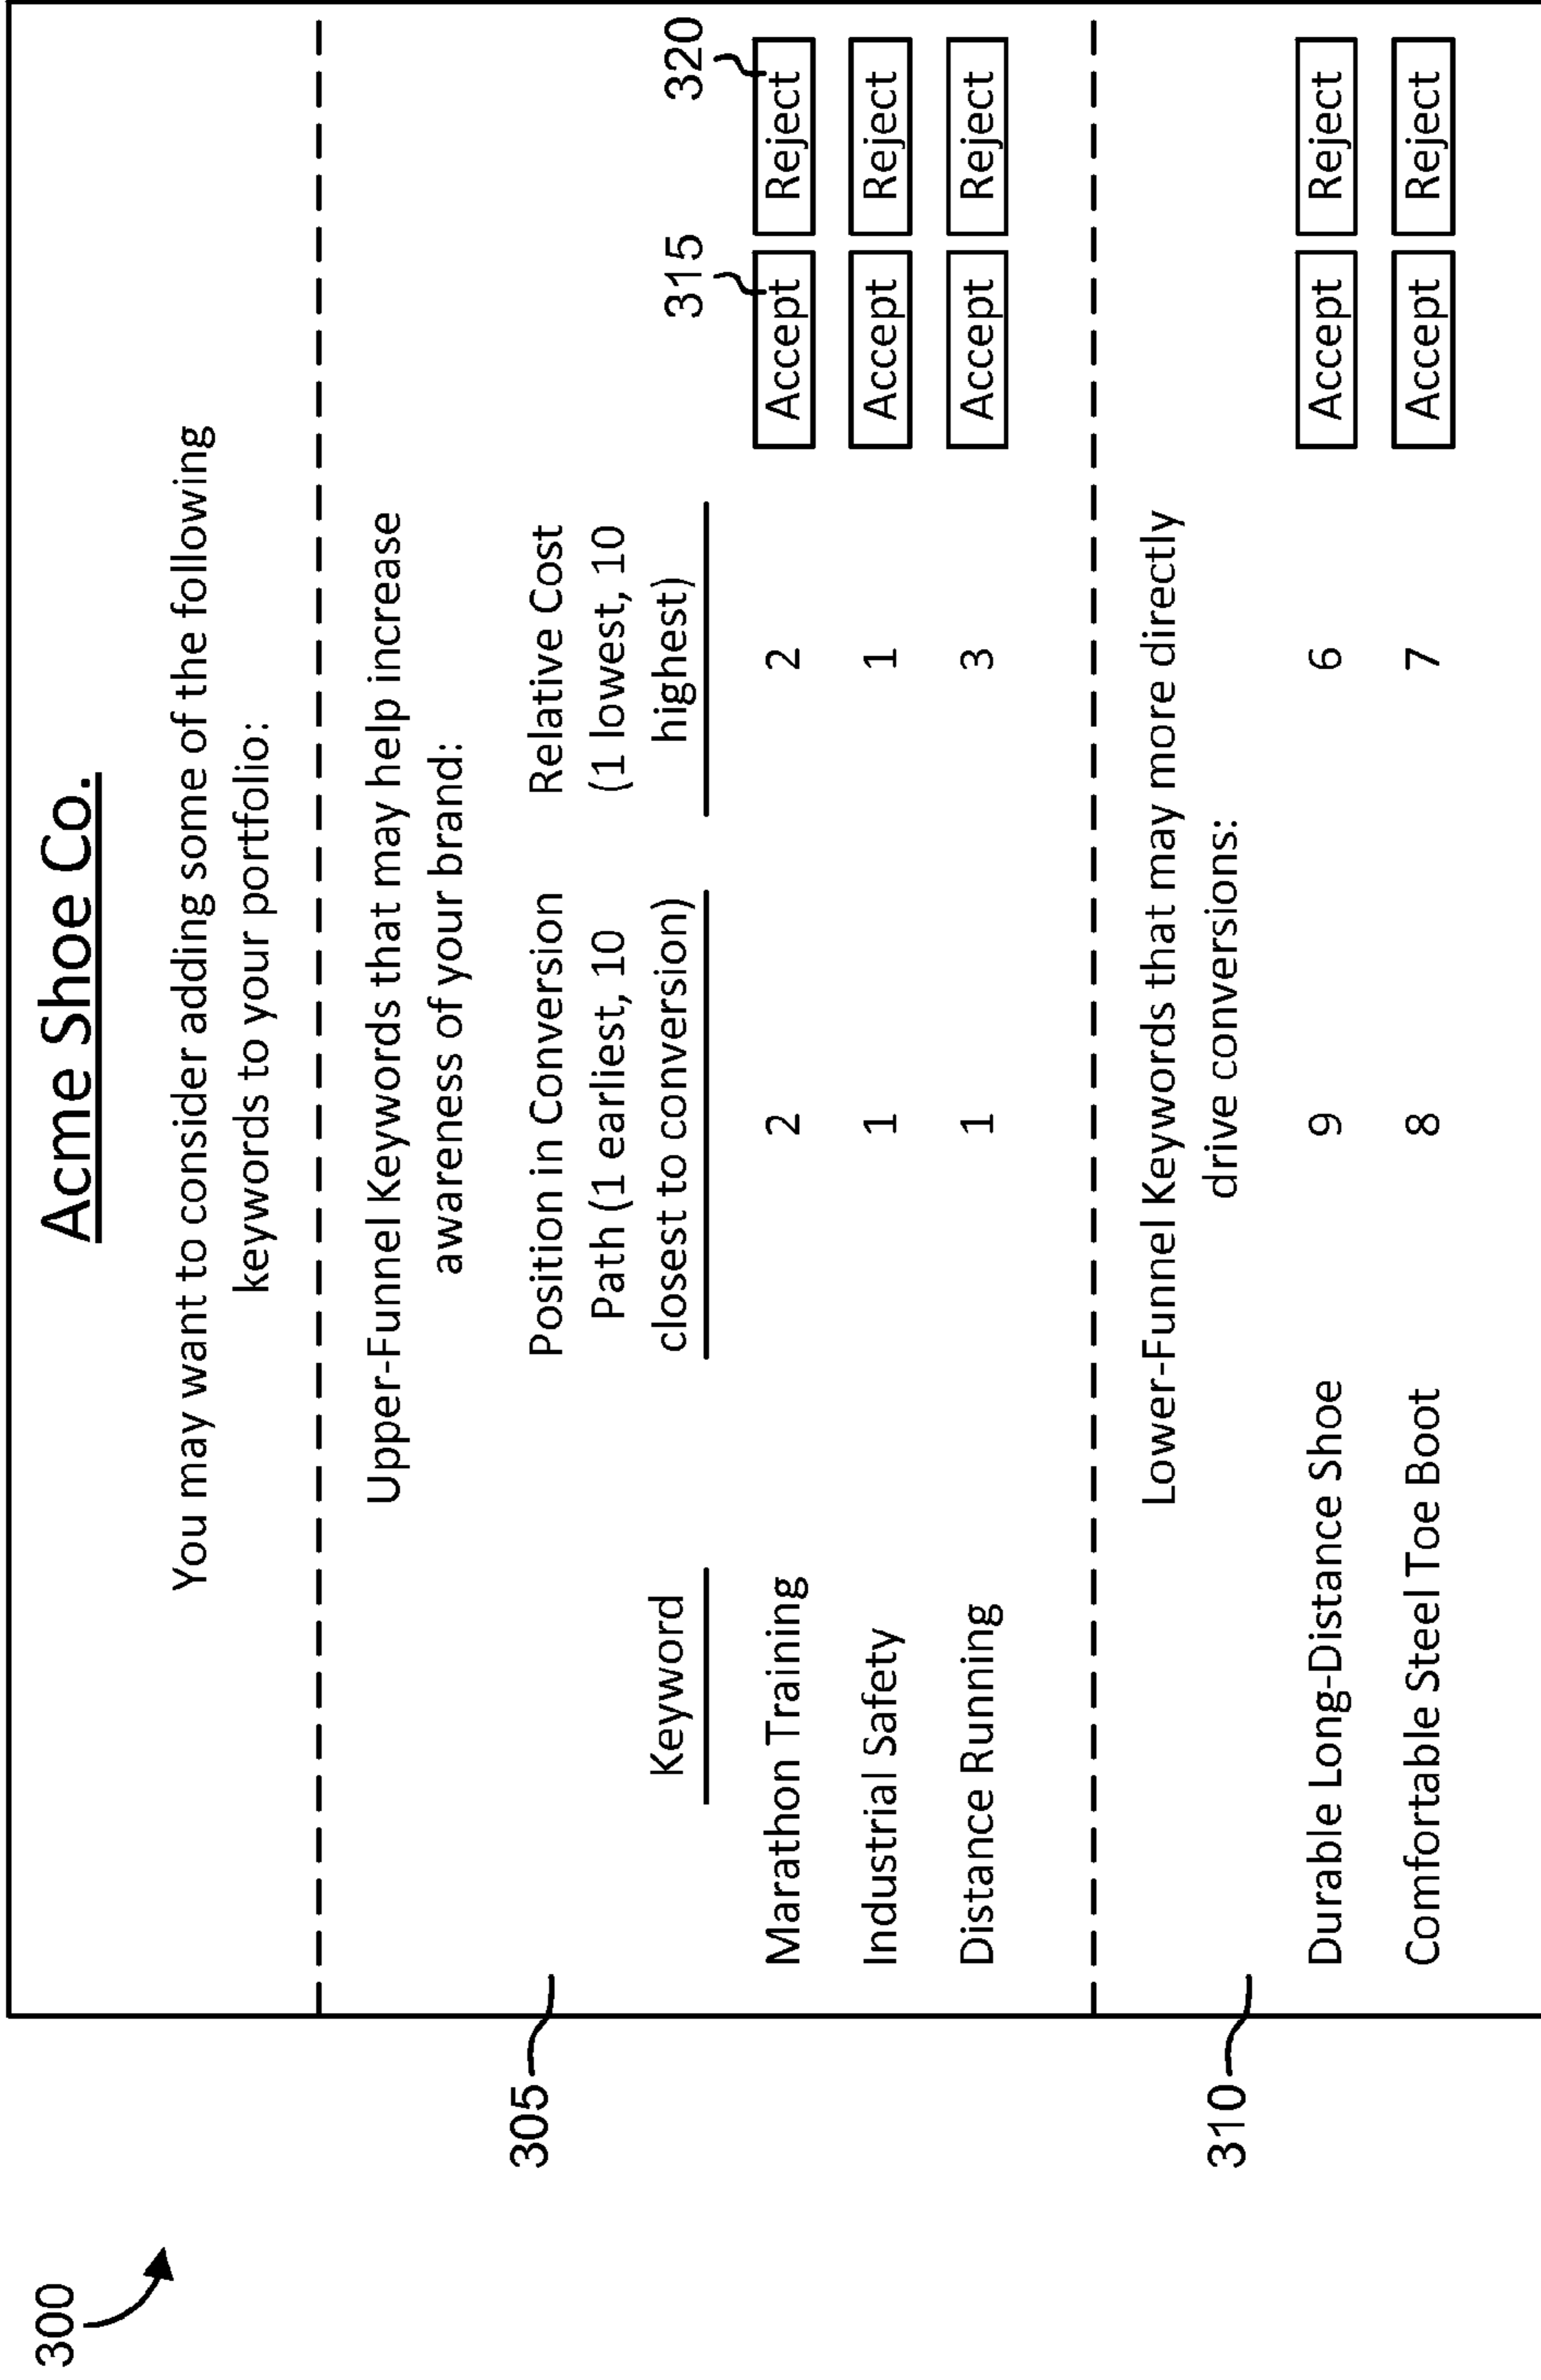 300
Acme Shoe Co.
You may want to consider adding some of the following
keywords to your portfolio:
305
Upper-Funnel Keywords that may help increase
awareness of your brand:
Keyword
Position in Conversion
Path (1 earliest, 10
closest to conversion)
Relative Cost
(1 lowest, 10
highest)
315
320
Marathon Training 2 2 Accept Reject
Industrial Safety 1 1 Accept Reject
Distance Running 1 3 Accept Reject
310
Lower-Funnel Keywords that may more directly
drive conversions:
Durable Long-Distance Shoe 9 6 Accept Reject
Comfortable Steel Toe Boot 8 7 Accept Reject